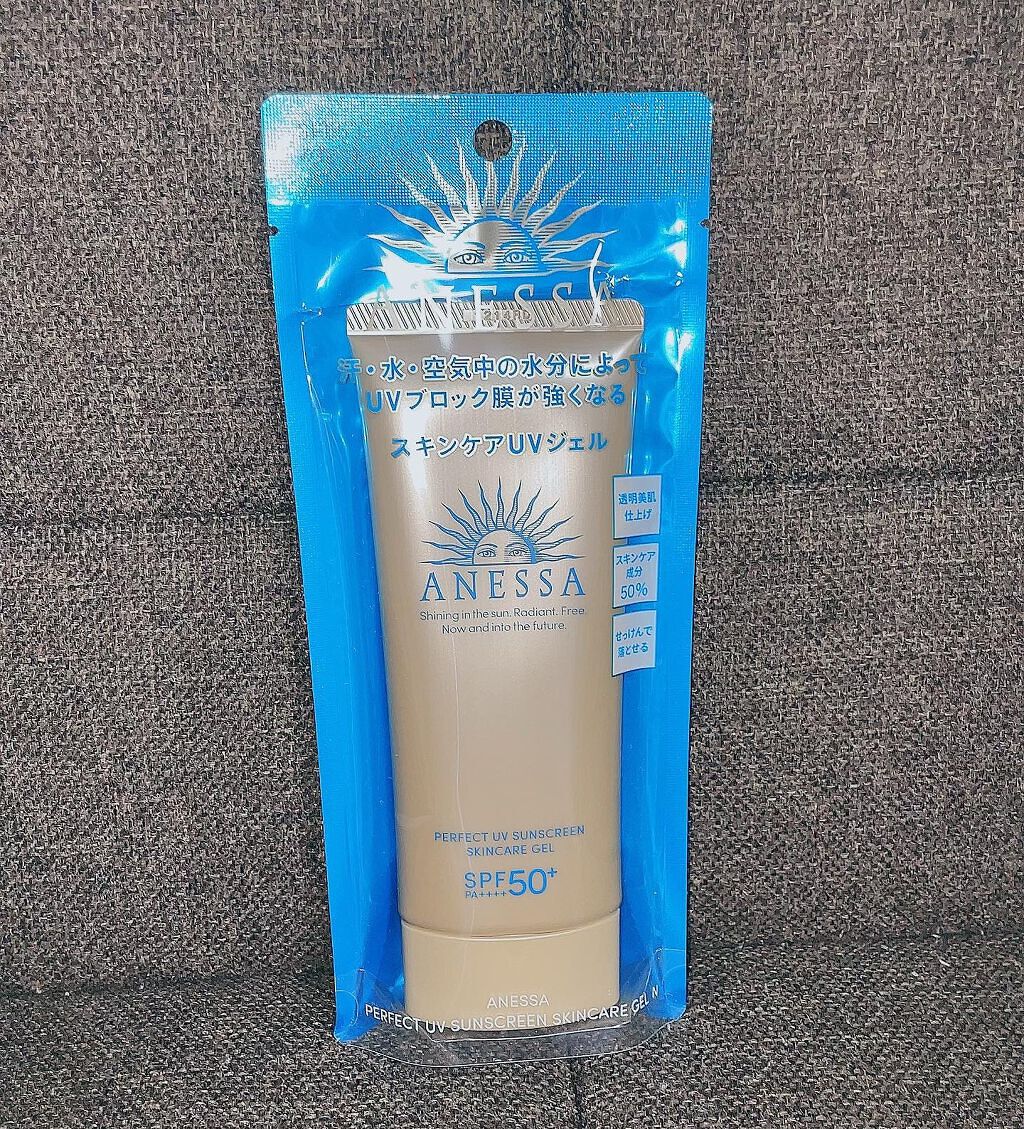 ANESSA
汗・水・空気中の水分によって
UVブロック膜が強くなる
スキンケアUVジェル
透明美肌
仕上げ
スキンケア
成分
50%
せっけんで
落とせる
ANESSA
Shining in the sun. Radiant. Free.
Now and into the future.
PERFECT UV SUNSCREEN
SKINCARE GEL
SPF50+
PA++++
ANESSA
PERFECT UV SUNSCREEN SKINCARE GEL N